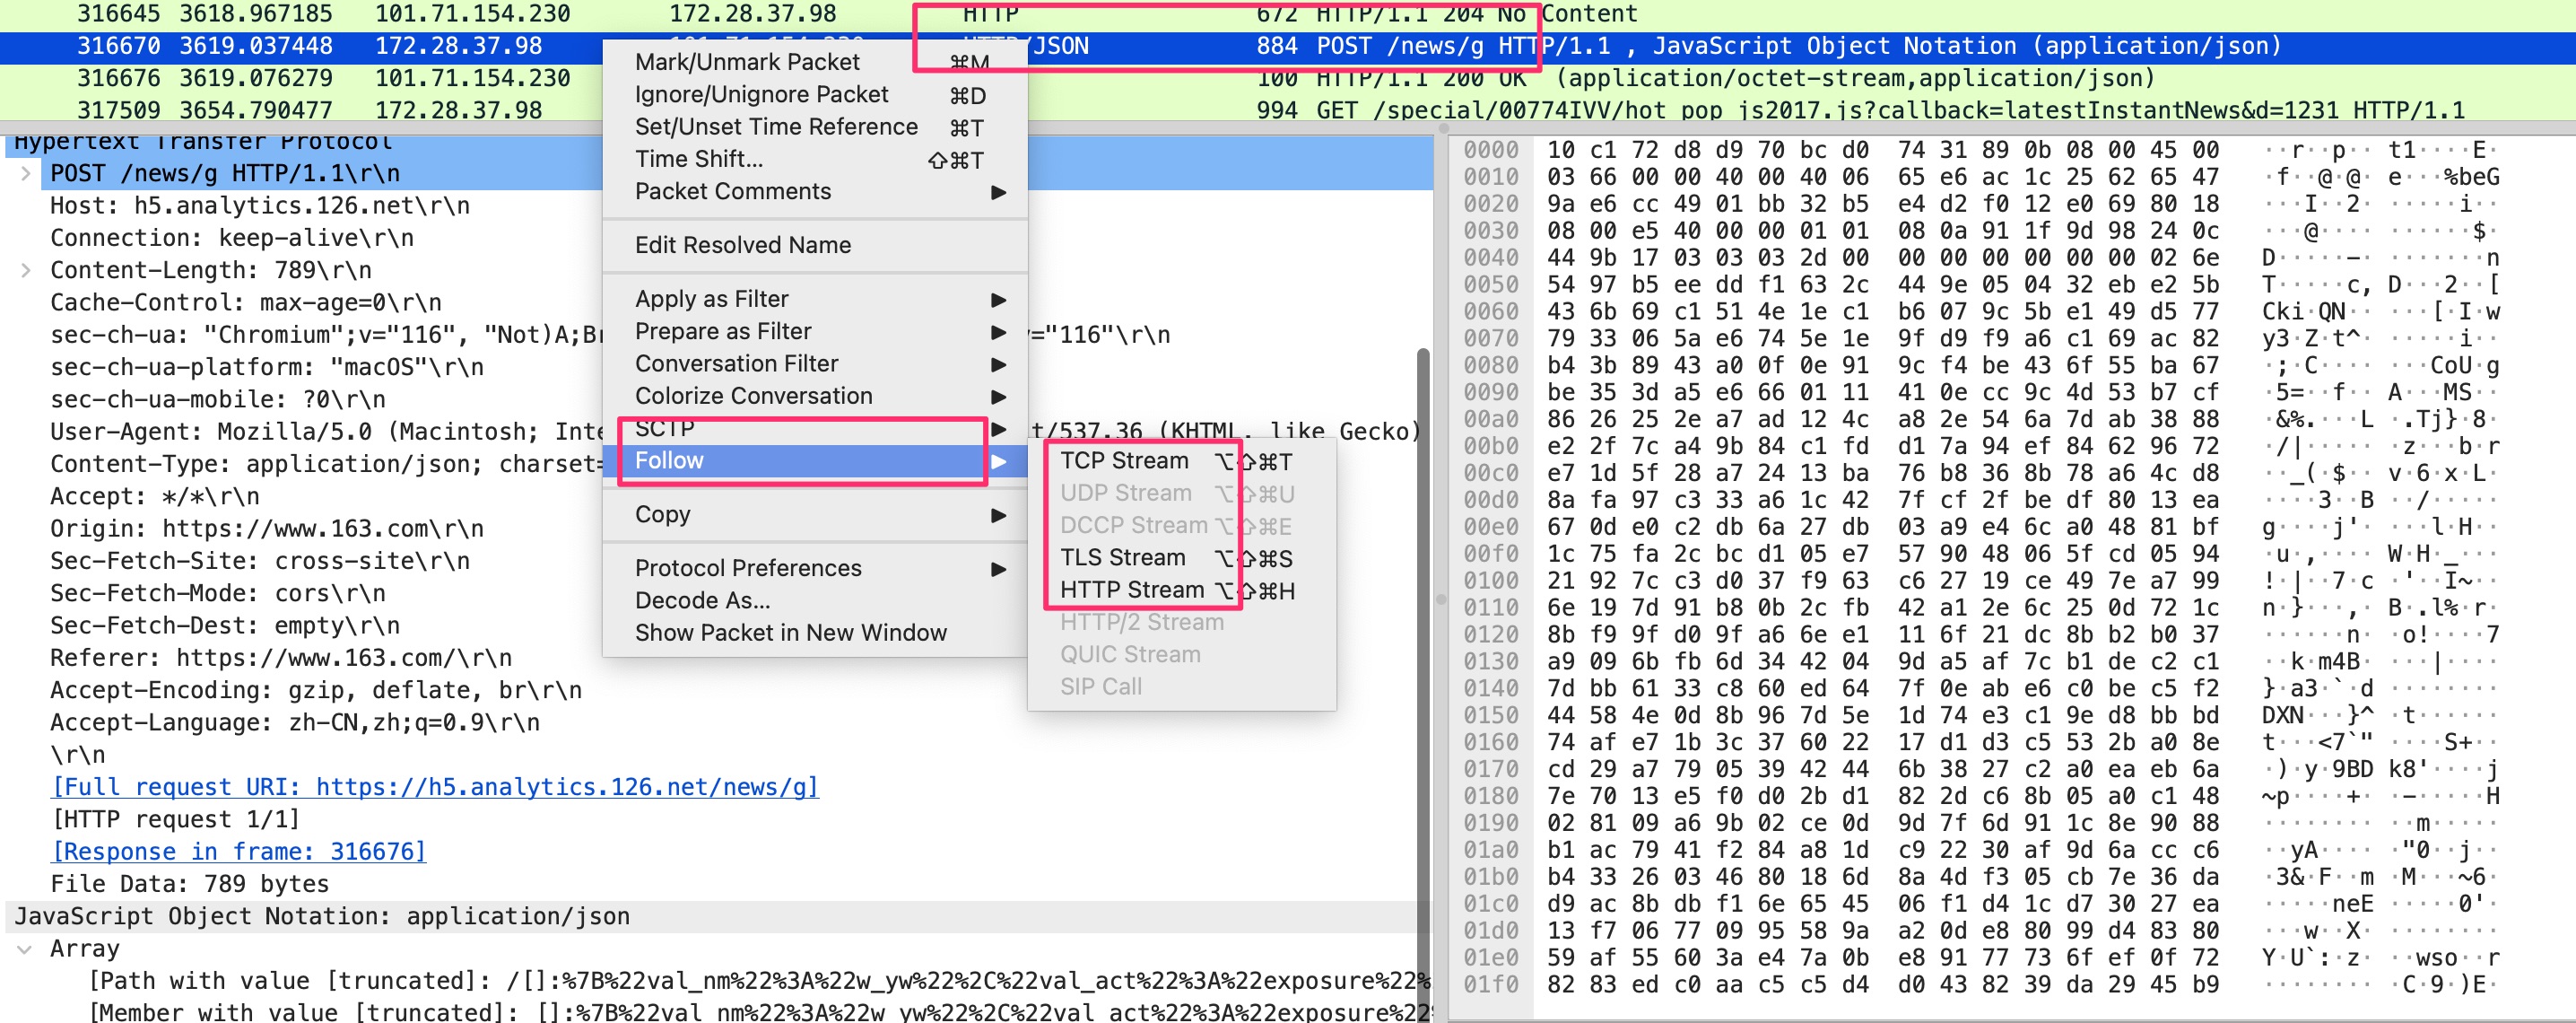 316645 3618.967185 101.71.154.230 172.28.37.98 HTTP 672 HTTP/1.1 204 No Content
316670 3619.037448 172.28.37.98 HTTP/JSON 884 POST /news/g HTTP/1.1 , JavaScript Object Notation (application/json)
316676 3619.076279 101.71.154.230 100 HTTP/1.1 200 OK (application/octet-stream,application/json)
317509 3654.790477 172.28.37.98 994 GET /special/00774IVV/hot_pop_js2017.js?callback=latestInstantNews&d=1231 HTTP/1.1
Hypertext Transfer Protocol
POST /news/g HTTP/1.1\r\n
Host: h5.analytics.126.net\r\n
Connection: keep-alive\r\n
Content-Length: 789\r\n
Cache-Control: max-age=0\r\n
sec-ch-ua: "Chromium";v="116", "Not)A;Br ="116"\r\n
sec-ch-ua-platform: "macOS"\r\n
sec-ch-ua-mobile: ?0\r\n
User-Agent: Mozilla/5.0 (Macintosh; Inte t/537.36 (KHTML, like Gecko)
Content-Type: application/json; charset=
Accept: */*\r\n
Origin: https://www.163.com\r\n
Sec-Fetch-Site: cross-site\r\n
Sec-Fetch-Mode: cors\r\n
Sec-Fetch-Dest: empty\r\n
Referer: https://www.163.com/\r\n
Accept-Encoding: gzip, deflate, br\r\n
Accept-Language: zh-CN,zh;q=0.9\r\n
\r\n
[Full request URI: https://h5.analytics.126.net/news/g]
[HTTP request 1/1]
[Response in frame: 316676]
File Data: 789 bytes
JavaScript Object Notation: application/json
Array
[Path with value [truncated]: /[]:%7B%22val_nm%22%3A%22w_yw%22%2C%22val_act%22%3A%22exposure%22%
[Member with value [truncated]: []:%7B%22val_nm%22%3A%22w_yw%22%2C%22val_act%22%3A%22exposure%22
Mark/Unmark Packet ⌘M
Ignore/Unignore Packet ⌘D
Set/Unset Time Reference ⌘T
Time Shift... ⇧⌘T
Packet Comments
Edit Resolved Name
Apply as Filter
Prepare as Filter
Conversation Filter
Colorize Conversation
SCTP
Follow
Copy
Protocol Preferences
Decode As...
Show Packet in New Window
TCP Stream ⌥⇧⌘T
UDP Stream ⌥⇧⌘U
DCCP Stream ⌥⇧⌘E
TLS Stream ⌥⇧⌘S
HTTP Stream ⌥⇧⌘H
HTTP/2 Stream
QUIC Stream
SIP Call
0000 10 c1 72 d8 d9 70 bc d0 74 31 89 0b 08 00 45 00 ··r··p·· t1····E·
0010 03 66 00 00 40 00 40 06 65 e6 ac 1c 25 62 65 47 ·f··@·@· e···%beG
0020 9a e6 cc 49 01 bb 32 b5 e4 d2 f0 12 e0 69 80 18 ···I··2· ·····i··
0030 08 00 e5 40 00 00 01 01 08 0a 91 1f 9d 98 24 0c ···@···· ······$·
0040 44 9b 17 03 03 03 2d 00 00 00 00 00 00 00 02 6e D·····-· ·······n
0050 54 97 b5 ee dd f1 63 2c 44 9e 05 04 32 eb e2 5b T·····c, D···2··[
0060 43 6b 69 c1 51 4e 1e c1 b6 07 9c 5b e1 49 d5 77 Cki·QN·· ···[·I·w
0070 79 33 06 5a e6 74 5e 1e 9f d9 f9 a6 c1 69 ac 82 y3·Z·t^· ·····i··
0080 b4 3b 89 43 a0 0f 0e 91 9c f4 be 43 6f 55 ba 67 ·;·C···· ···CoU·g
0090 be 35 3d a5 e6 66 01 11 41 0e cc 9c 4d 53 b7 cf ·5=··f·· A···MS··
00a0 86 26 25 2e a7 ad 12 4c a8 2e 54 6a 7d ab 38 88 ·&%.···L ·.Tj}·8·
00b0 e2 2f 7c a4 9b 84 c1 fd d1 7a 94 ef 84 62 96 72 ·/|····· ·z···b·r
00c0 e7 1d 5f 28 a7 24 13 ba 76 b8 36 8b 78 a6 4c d8 ··_(·$·· v·6·x·L·
00d0 8a fa 97 c3 33 a6 1c 42 7f cf 2f be df 80 13 ea ····3··B ··/·····
00e0 67 0d e0 c2 db 6a 27 db 03 a9 e4 6c a0 48 81 bf g····j'· ···l·H··
00f0 1c 75 fa 2c bc d1 05 e7 57 90 48 06 5f cd 05 94 ·u·,···· W·H·_···
0100 21 92 7c c3 d0 37 f9 63 c6 27 19 ce 49 7e a7 99 !·|··7·c ·'··I~··
0110 6e 19 7d 91 b8 0b 2c fb 42 a1 2e 6c 25 0d 72 1c n·}···,· B·.l%·r·
0120 8b f9 9f d0 9f a6 6e e1 11 6f 21 dc 8b b2 b0 37 ······n· ·o!····7
0130 a9 09 6b fb 6d 34 42 04 9d a5 af 7c b1 de c2 c1 ··k·m4B· ···|····
0140 7d bb 61 33 c8 60 ed 64 7f 0e ab e6 c0 be c5 f2 }·a3·`·d ········
0150 44 58 4e 0d 8b 96 7d 5e 1d 74 e3 c1 9e d8 bb bd DXN···}^ ·t······
0160 74 af e7 1b 3c 37 60 22 17 d1 d3 c5 53 2b a0 8e t···<7`" ····S+··
0170 cd 29 a7 79 05 39 42 44 6b 38 27 c2 a0 ea eb 6a ·)·y·9BD k8'····j
0180 7e 70 13 e5 f0 d0 2b d1 82 2d c6 8b 05 a0 c1 48 ~p····+· ·-·····H
0190 02 81 09 a6 9b 02 ce 0d 9d 7f 6d 91 1c 8e 90 88 ········ ··m·····
01a0 b1 ac 79 41 f2 84 a8 1d c9 22 30 af 9d 6a cc c6 ··yA···· ·"0··j··
01b0 b4 33 26 03 46 80 18 6d 8a 4d f3 05 cb 7e 36 da ·3&·F··m ·M···~6·
01c0 d9 ac 8b db f1 6e 65 45 06 f1 d4 1c d7 30 27 ea ·····neE ·····0'·
01d0 13 f7 06 77 09 95 58 9a a2 0d e8 80 99 d4 83 80 ···w··X· ········
01e0 59 af 55 60 3a e4 7a 0b e8 91 77 73 6f ef 0f 72 Y·U`:·z· ··wso··r
01f0 82 83 ed c0 aa c5 c5 d4 d0 43 82 39 da 29 45 b9 ········ ·C·9·)E·